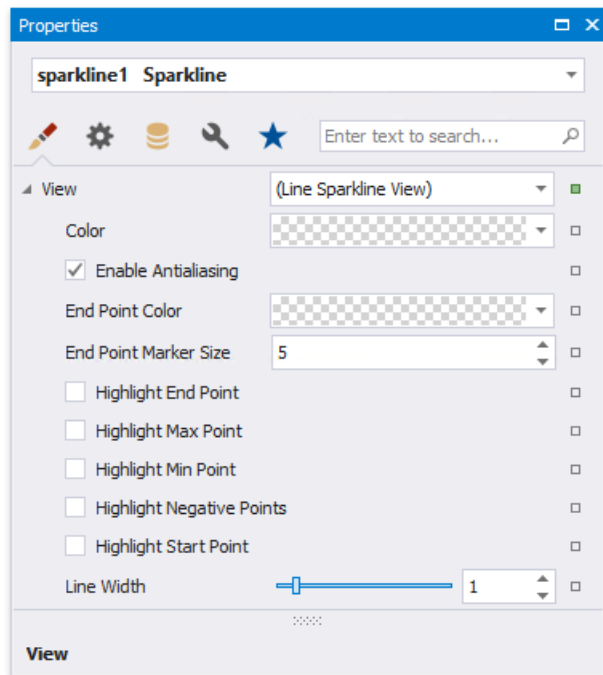 Properties
sparkline1 Sparkline
Enter text to search...
View (Line Sparkline View)
Color
Enable Antialiasing
End Point Color
End Point Marker Size 5
Highlight End Point
Highlight Max Point
Highlight Min Point
Highlight Negative Points
Highlight Start Point
Line Width 1
View